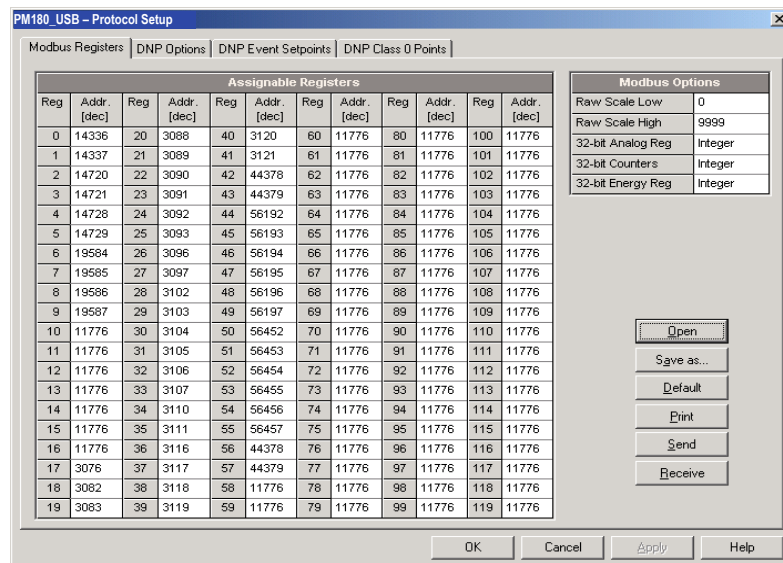 PM180_USB – Protocol Setup
Modbus Registers DNP Options DNP Event Setpoints DNP Class 0 Points
Assignable Registers
Reg Addr. [dec] Reg Addr. [dec] Reg Addr. [dec] Reg Addr. [dec] Reg Addr. [dec] Reg Addr. [dec]
0 14336 20 3088 40 3120 60 11776 80 11776 100 11776
1 14337 21 3089 41 3121 61 11776 81 11776 101 11776
2 14720 22 3090 42 44378 62 11776 82 11776 102 11776
3 14721 23 3091 43 44379 63 11776 83 11776 103 11776
4 14728 24 3092 44 56192 64 11776 84 11776 104 11776
5 14729 25 3093 45 56193 65 11776 85 11776 105 11776
6 19584 26 3096 46 56194 66 11776 86 11776 106 11776
7 19585 27 3097 47 56195 67 11776 87 11776 107 11776
8 19586 28 3102 48 56196 68 11776 88 11776 108 11776
9 19587 29 3103 49 56197 69 11776 89 11776 109 11776
10 11776 30 3104 50 56452 70 11776 90 11776 110 11776
11 11776 31 3105 51 56453 71 11776 91 11776 111 11776
12 11776 32 3106 52 56454 72 11776 92 11776 112 11776
13 11776 33 3107 53 56455 73 11776 93 11776 113 11776
14 11776 34 3110 54 56456 74 11776 94 11776 114 11776
15 11776 35 3111 55 56457 75 11776 95 11776 115 11776
16 11776 36 3116 56 44378 76 11776 96 11776 116 11776
17 3076 37 3117 57 44379 77 11776 97 11776 117 11776
18 3082 38 3118 58 11776 78 11776 98 11776 118 11776
19 3083 39 3119 59 11776 79 11776 99 11776 119 11776
Modbus Options
Raw Scale Low 0
Raw Scale High 9999
32-bit Analog Reg Integer
32-bit Counters Integer
32-bit Energy Reg Integer
Open
Save as...
Default
Print
Send
Receive
OK Cancel Apply Help